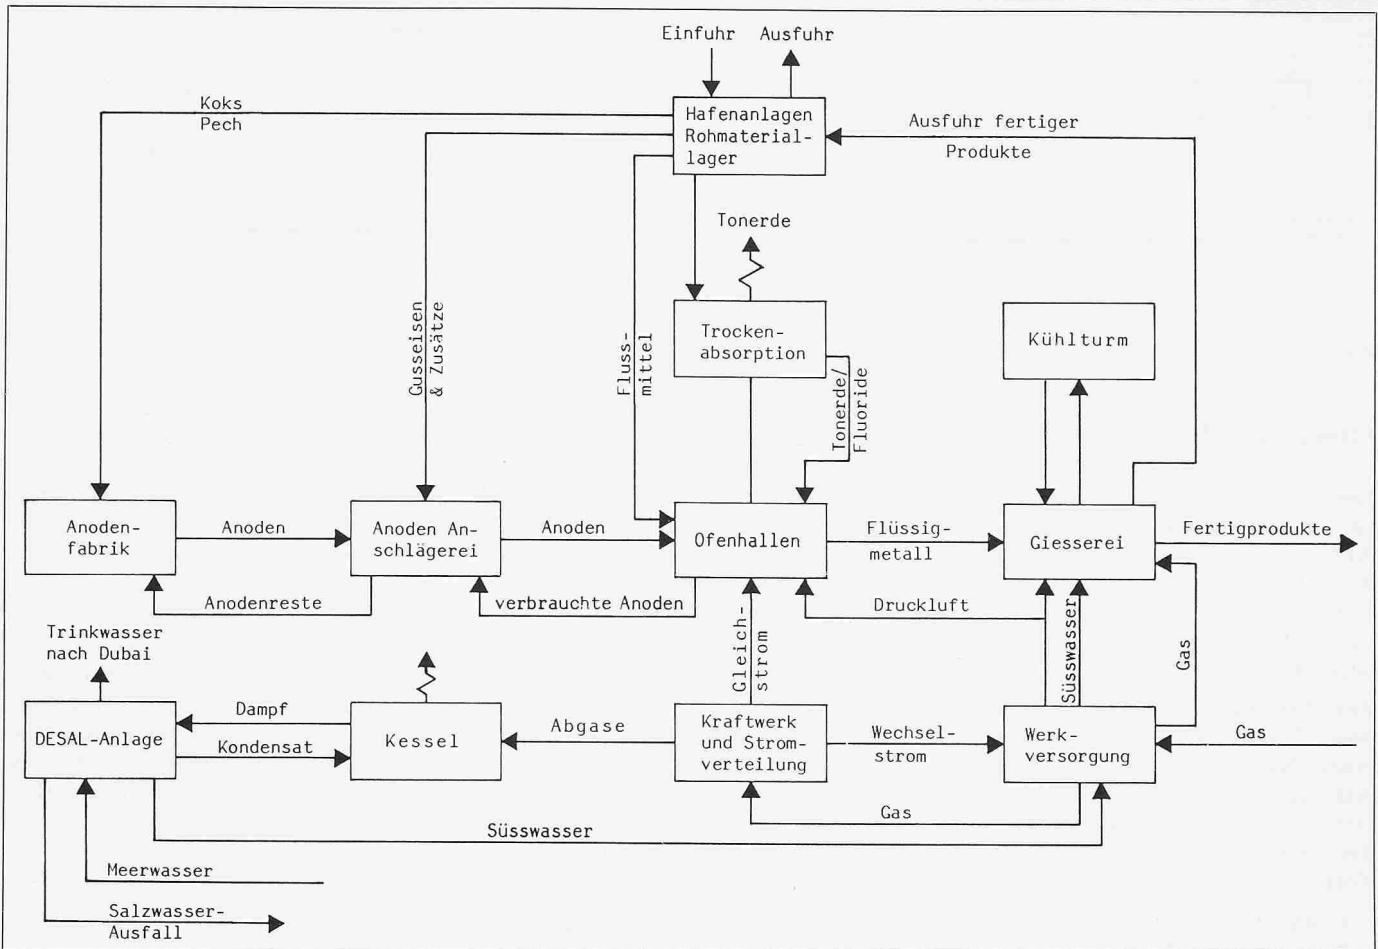 Einfuhr Ausfuhr
Koks
Pech
Hafenanlagen
Rohmaterial-
lager
Ausfuhr fertiger
Produkte
Tonerde
Gusseisen
& Zusätze
Fluss-
mittel
Trocken-
absorption
Tonerde/
Fluoride
Kühlturm
Anoden-
fabrik
Anoden
Anoden An-
schlägerei
Anoden
Ofenhallen
Flüssig-
metall
Giesserei
Fertigprodukte
Anodenreste
verbrauchte Anoden
Gleich-
strom
Druckluft
Süsswasser
Gas
Trinkwasser
nach Dubai
DESAL-Anlage
Dampf
Kondensat
Kessel
Abgase
Kraftwerk
und Strom-
verteilung
Wechsel-
strom
Werk-
versorgung
Gas
Gas
Süsswasser
Meerwasser
Salzwasser-
Ausfall